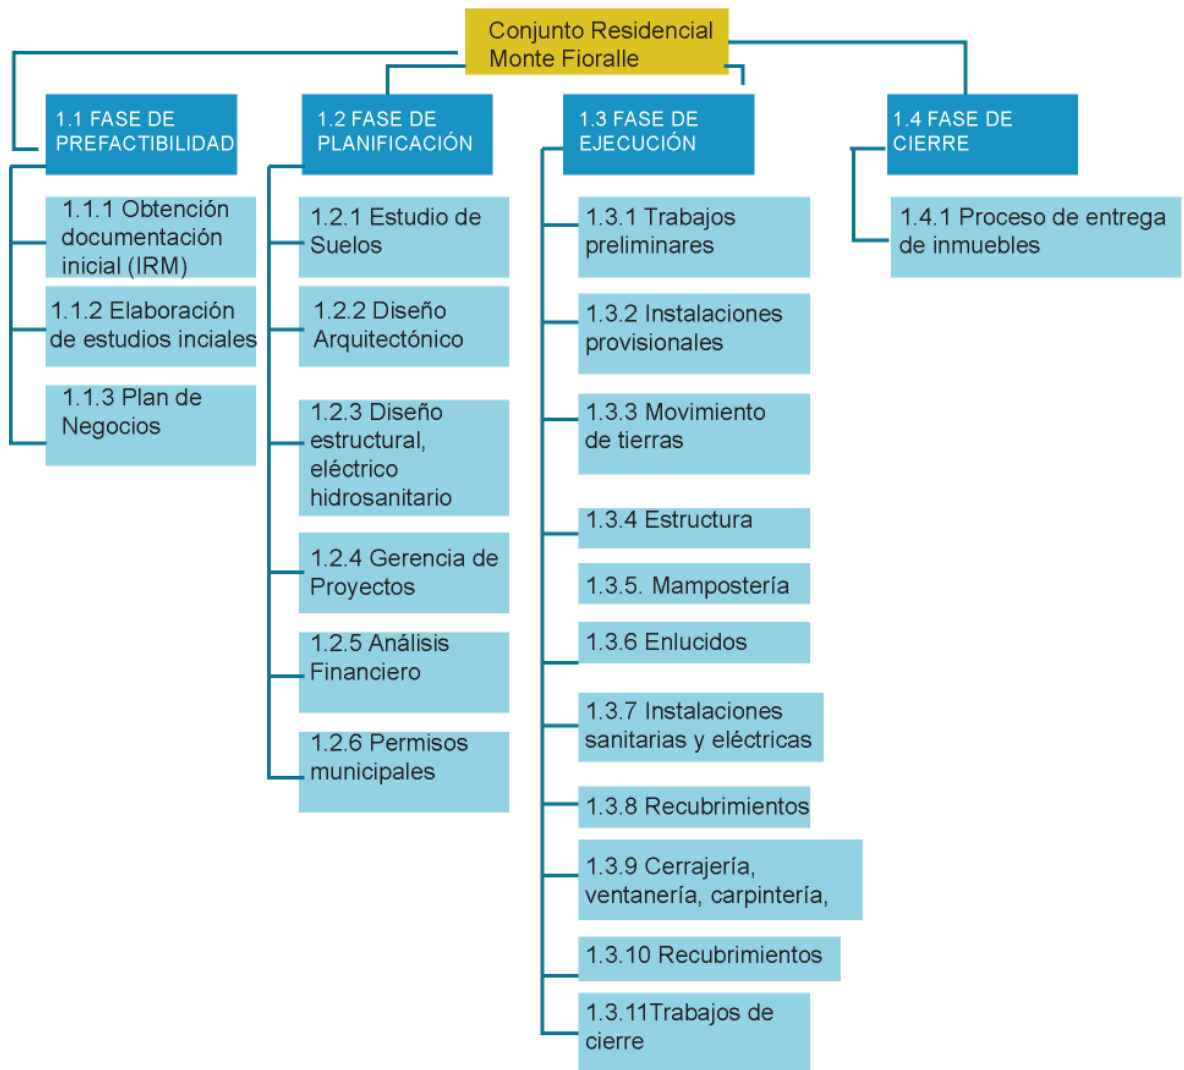 Conjunto Residencial
Monte Fioralle
1.1 FASE DE
PREFACTIBILIDAD
1.1.1 Obtención
documentación
inicial (IRM)
1.1.2 Elaboración
de estudios inciales
1.1.3 Plan de
Negocios
1.2 FASE DE
PLANIFICACIÓN
1.2.1 Estudio de
Suelos
1.2.2 Diseño
Arquitectónico
1.2.3 Diseño
estructural,
eléctrico
hidrosanitario
1.2.4 Gerencia de
Proyectos
1.2.5 Análisis
Financiero
1.2.6 Permisos
municipales
1.3 FASE DE
EJECUCIÓN
1.3.1 Trabajos
preliminares
1.3.2 Instalaciones
provisionales
1.3.3 Movimiento
de tierras
1.3.4 Estructura
1.3.5. Mampostería
1.3.6 Enlucidos
1.3.7 Instalaciones
sanitarias y eléctricas
1.3.8 Recubrimientos
1.3.9 Cerrajería,
ventanería, carpintería,
1.3.10 Recubrimientos
1.3.11Trabajos de
cierre
1.4 FASE DE
CIERRE
1.4.1 Proceso de entrega
de inmuebles